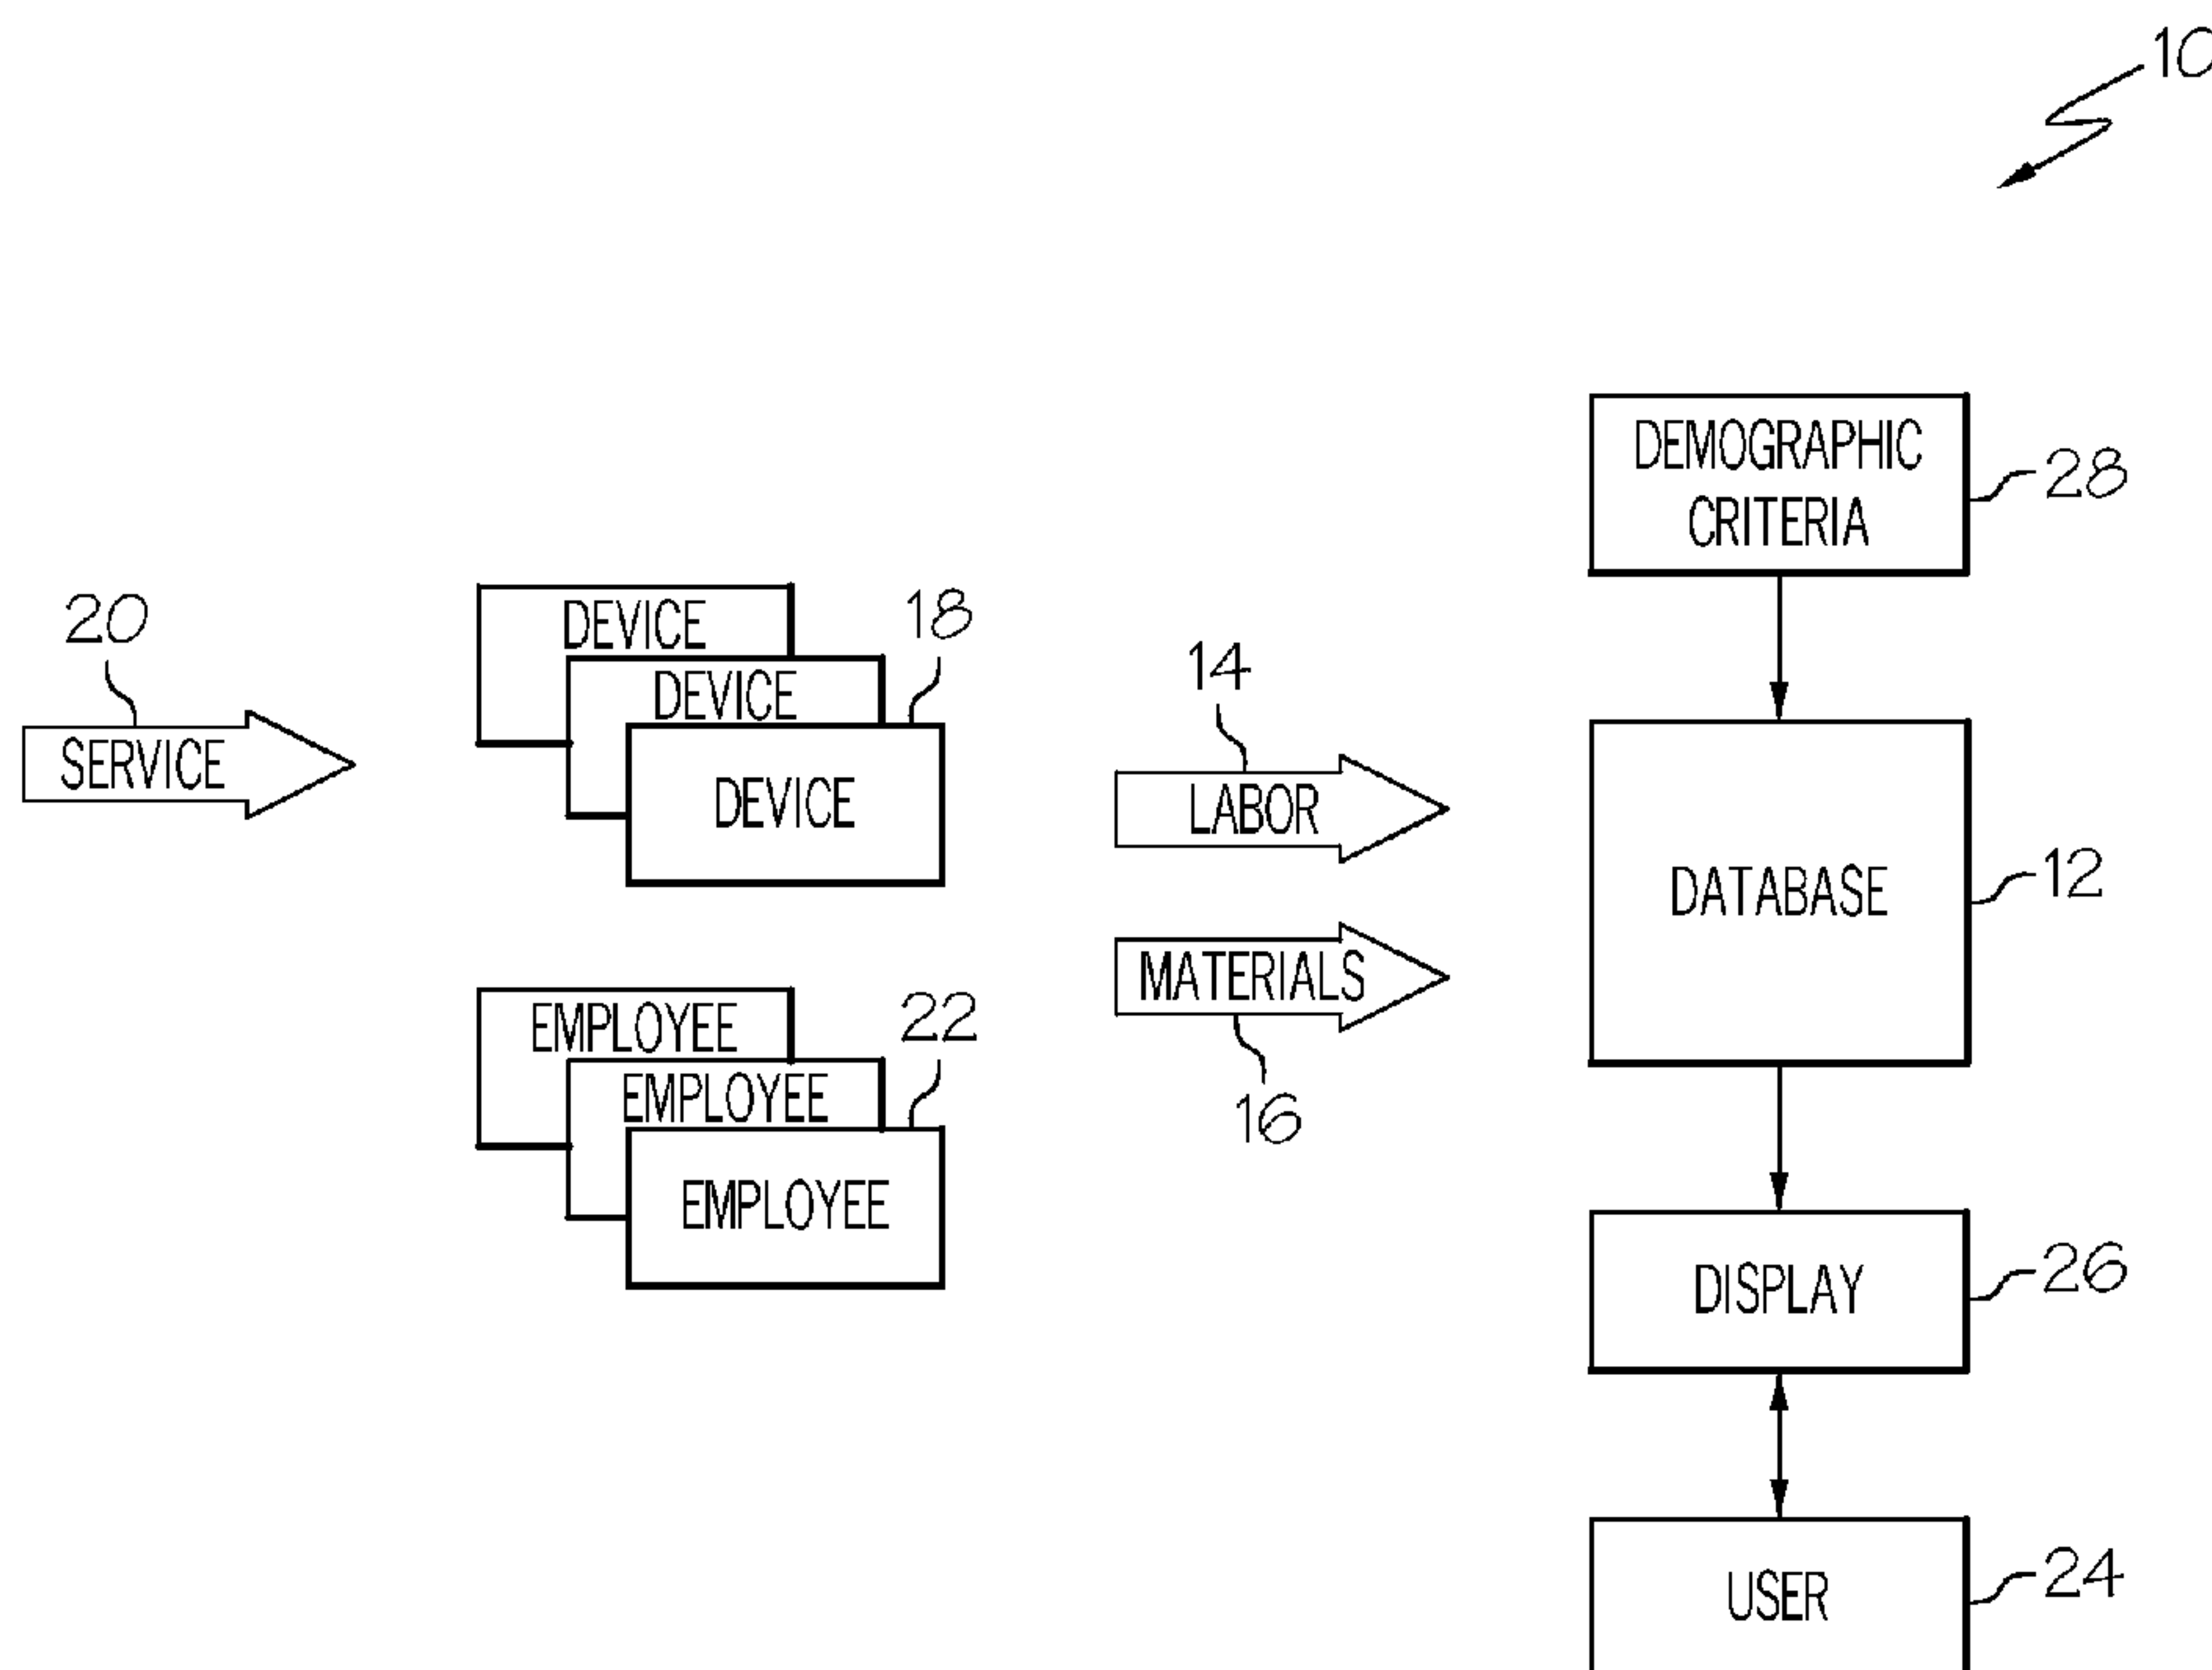 10
DEMOGRAPHIC
CRITERIA
28
20
SERVICE
DEVICE
DEVICE
DEVICE
18
14
LABOR
MATERIALS
16
DATABASE
12
EMPLOYEE
EMPLOYEE
EMPLOYEE
22
DISPLAY
26
USER
24